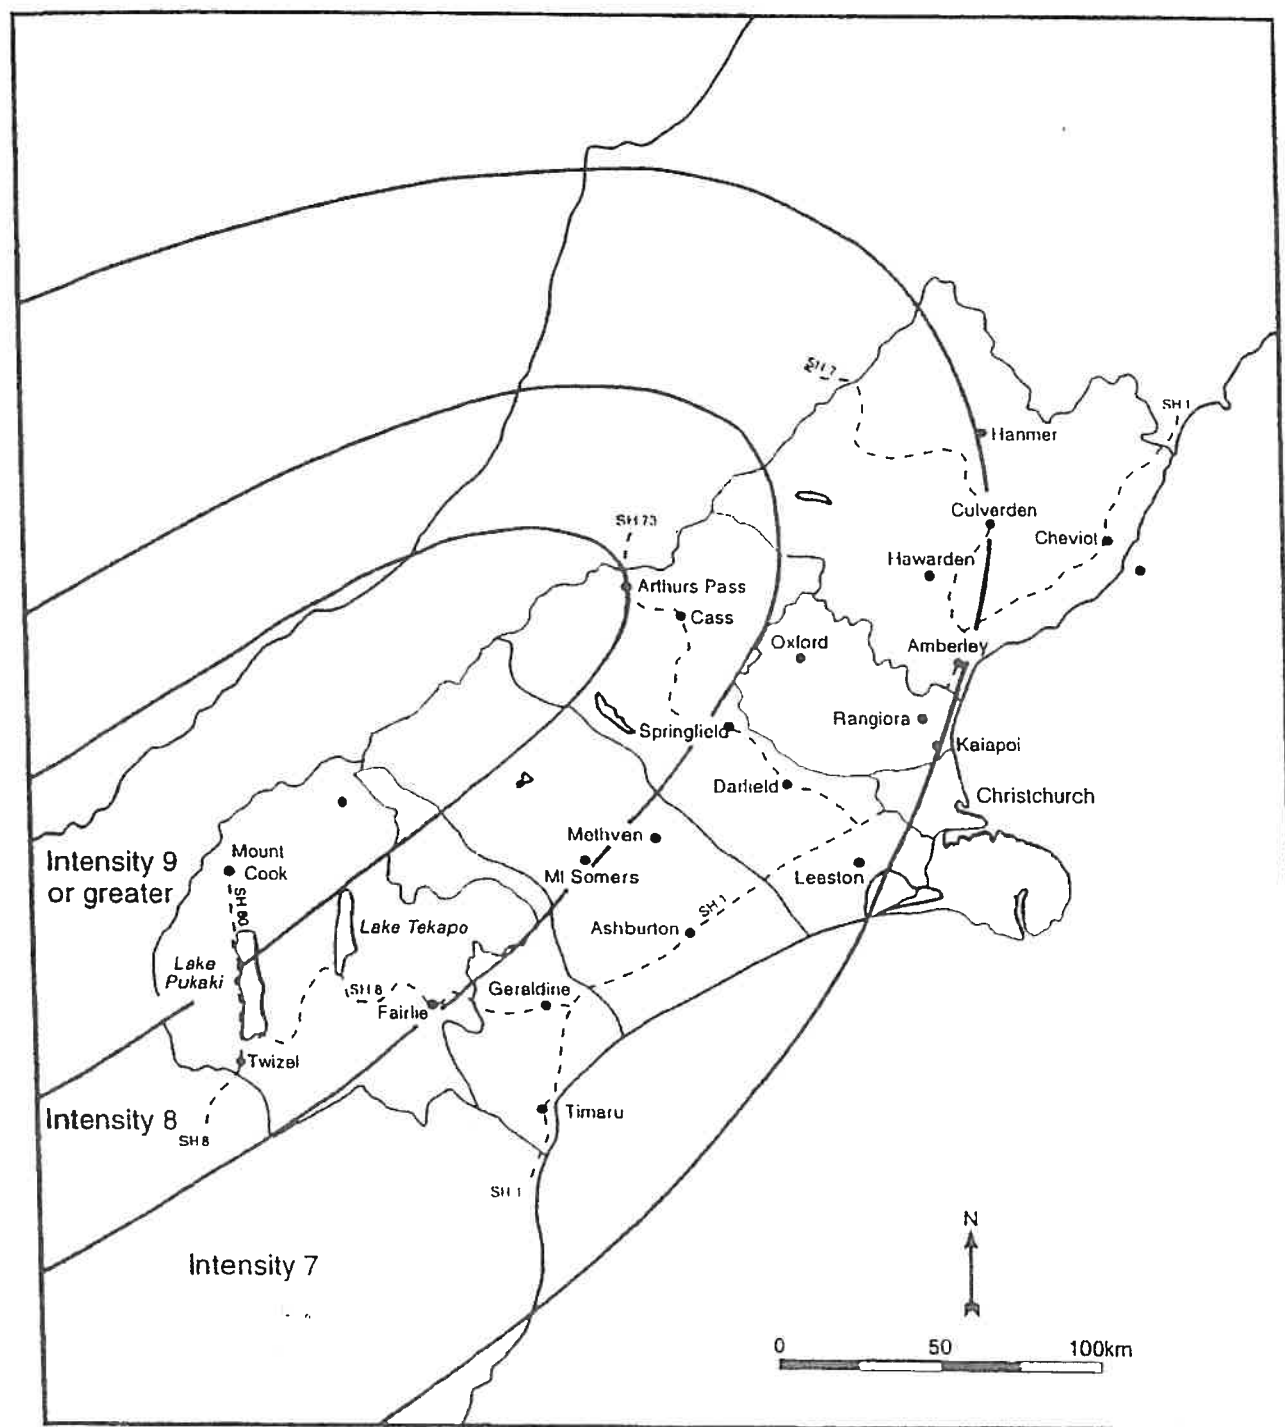 SH 7
SH 1
Hanmer
SH 73
Culverden
Cheviot
Hawarden
Arthurs Pass
Cass
Oxford
Amberley
Rangiora
Springfield
Kaiapoi
Darfield
Christchurch
Methven
Intensity 9
or greater
Mount
Cook
Mt Somers
Leeston
SH 80
Lake Tekapo
SH 1
Ashburton
Lake
Pukaki
SH 8
Geraldine
Fairlie
Twizel
Intensity 8
SH 8
Timaru
SH 1
N
Intensity 7
0 50 100km